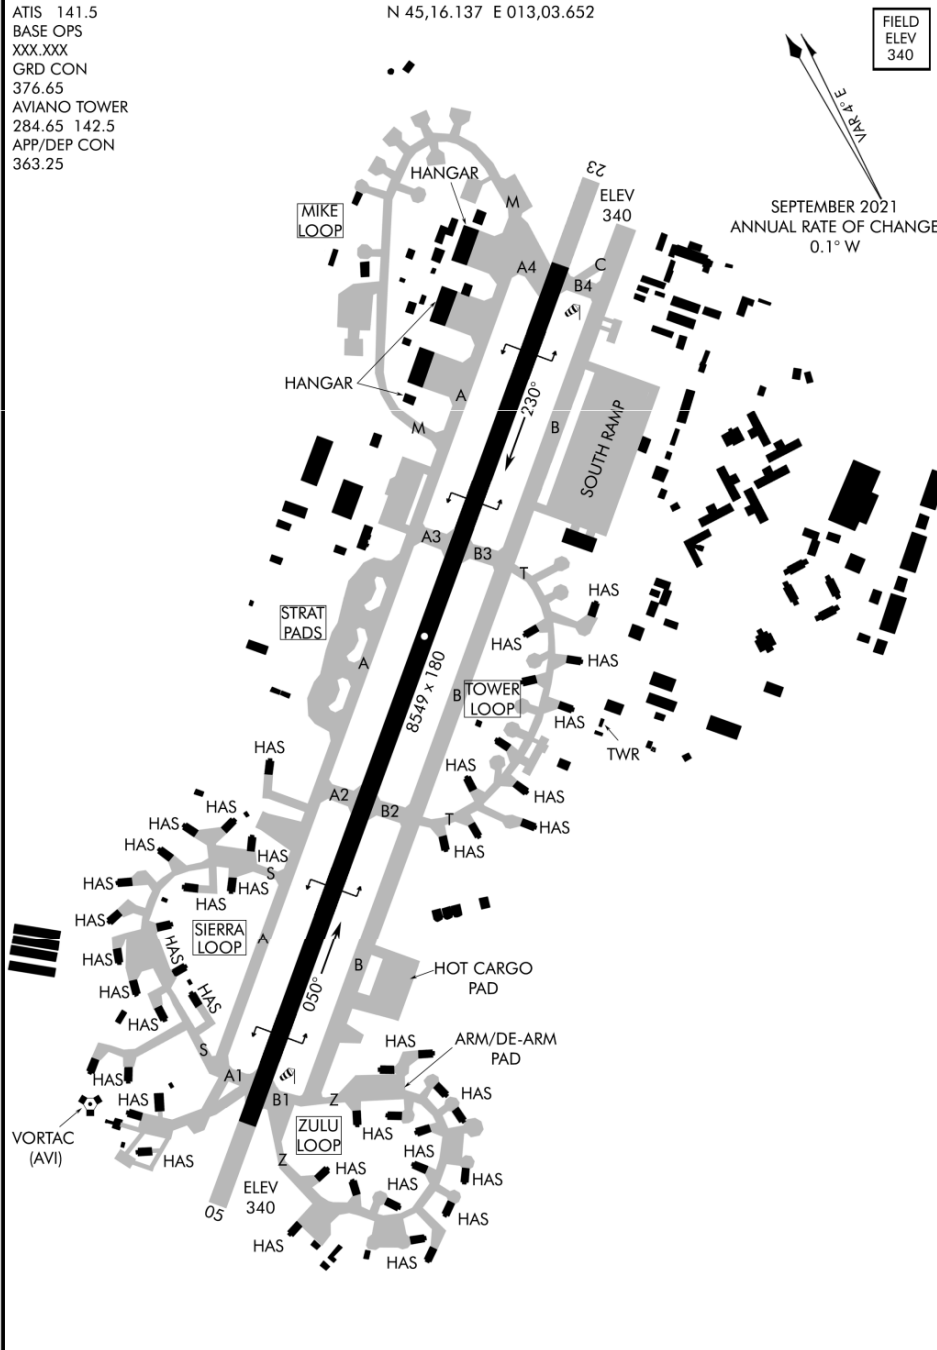 ATIS 141.5
BASE OPS
XXX.XXX
GRD CON
376.65
AVIANO TOWER
284.65 142.5
APP/DEP CON
363.25
N 45,16.137 E 013,03.652
FIELD
ELEV
340
VAR 4° E
SEPTEMBER 2021
ANNUAL RATE OF CHANGE
0.1° W
HANGAR
23
ELEV
340
MIKE
LOOP
M
A4
C
B4
HANGAR
A
230°
B
SOUTH RAMP
M
A3
B3
T
HAS
STRAT
PADS
HAS
A
HAS
8549 x 180
B
TOWER
LOOP
HAS
TWR
HAS
HAS
A2
B2
HAS
T
HAS
HAS
HAS
HAS
HAS
HAS
HAS
S
HAS
HAS
HAS
HAS
SIERRA
LOOP
A
HAS
HAS
B
HOT CARGO
PAD
HAS
HAS
050°
HAS
S
HAS
ARM/DE-ARM
PAD
HAS
A1
HAS
B1
Z
HAS
VORTAC
(AVI)
ZULU
LOOP
HAS
HAS
HAS
Z
HAS
HAS
HAS
ELEV
340
05
HAS
HAS
HAS